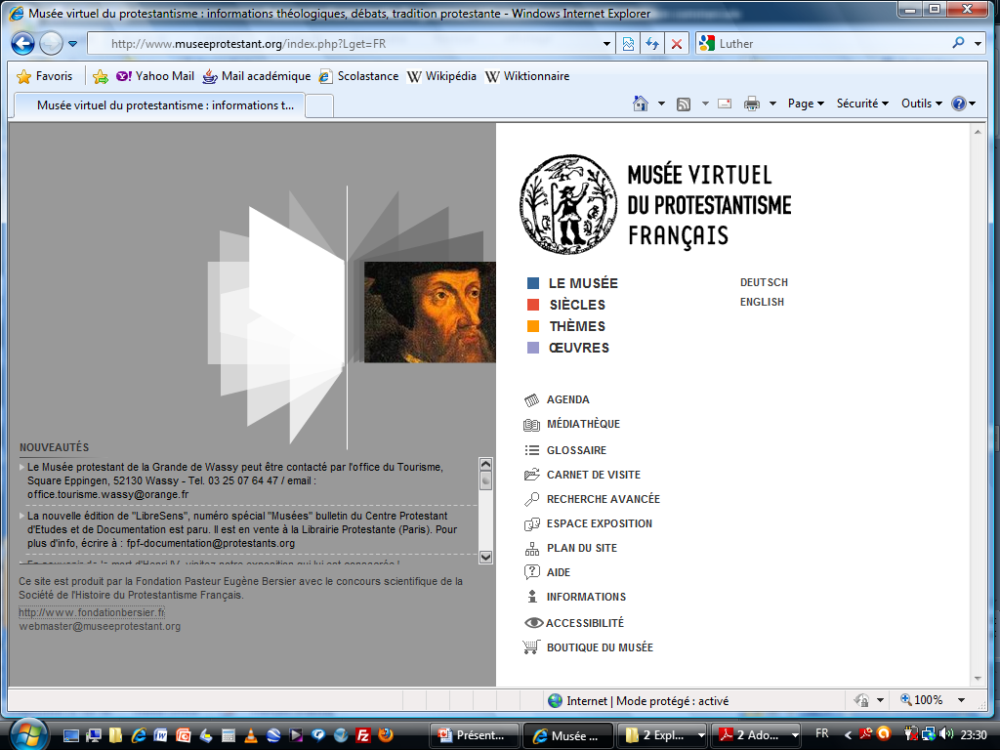 Musée virtuel du protestantisme : informations théologiques, débats, tradition protestante - Windows Internet Explorer
http://www.museeprotestant.org/index.php?Lget=FR
Luther
Favoris
Yahoo Mail
Mail académique
Scolastance
Wikipédia
Wiktionnaire
Musée virtuel du protestantisme : informations t...
Page
Sécurité
Outils
MUSÉE VIRTUEL
DU PROTESTANTISME
FRANÇAIS
LE MUSÉE
SIÈCLES
THÈMES
ŒUVRES
DEUTSCH
ENGLISH
AGENDA
MÉDIATHÈQUE
GLOSSAIRE
CARNET DE VISITE
RECHERCHE AVANCÉE
ESPACE EXPOSITION
PLAN DU SITE
AIDE
INFORMATIONS
ACCESSIBILITÉ
BOUTIQUE DU MUSÉE
NOUVEAUTÉS
Le Musée protestant de la Grande de Wassy peut être contacté par l'office du Tourisme,
Square Eppingen, 52130 Wassy - Tel. 03 25 07 64 47 / email :
office.tourisme.wassy@orange.fr
La nouvelle édition de "LibreSens", numéro spécial "Musées" bulletin du Centre Protestant
d'Etudes et de Documentation est paru. Il est en vente à la Librairie Protestante (Paris). Pour
plus d'info, écrire à : fpf-documentation@protestants.org
En souvenir de la mort d'Henri IV, visitez notre exposition qui lui est consacrée !
Ce site est produit par la Fondation Pasteur Eugène Bersier avec le concours scientifique de la
Société de l'Histoire du Protestantisme Français.
http://www.fondationbersier.fr
webmaster@museeprotestant.org
Internet | Mode protégé : activé
100%
Présent...
Musée ...
2 Expl...
2 Ado...
FR
23:30